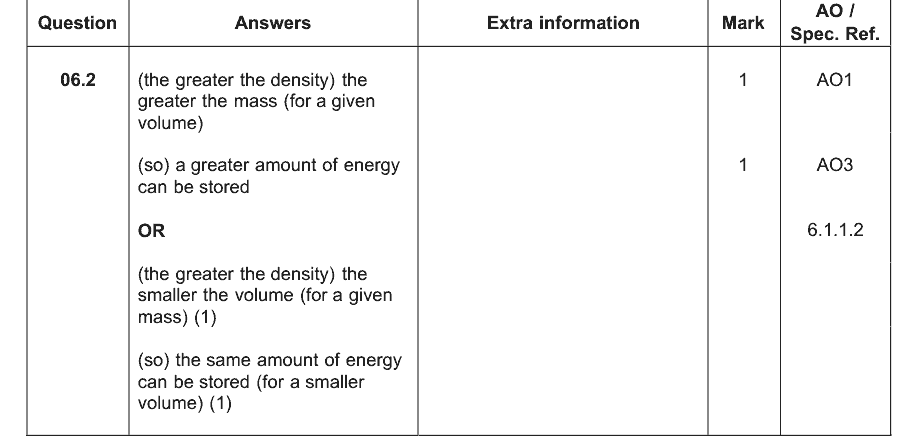 Question Answers Extra information Mark AO /
Spec. Ref.
06.2 (the greater the density) the 1 AO1
greater the mass (for a given
volume)
(so) a greater amount of energy 1 AO3
can be stored
OR 6.1.1.2
(the greater the density) the
smaller the volume (for a given
mass) (1)
(so) the same amount of energy
can be stored (for a smaller
volume) (1)